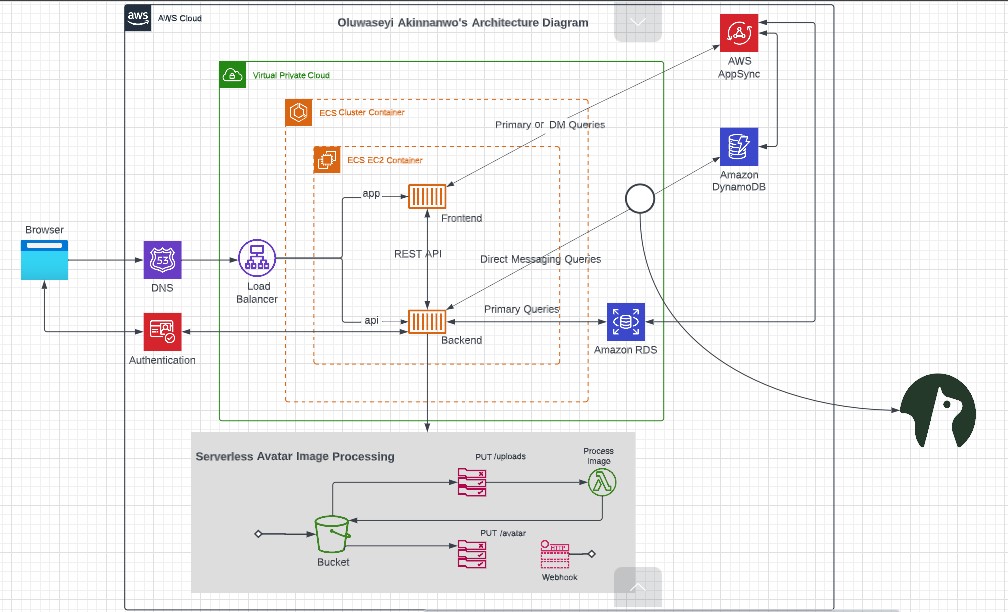 aws
AWS Cloud
Oluwaseyi Akinnanwo's Architecture Diagram
AWS
AppSync
Virtual Private Cloud
ECS Cluster Container
Primary or DM Queries
ECS EC2 Container
Amazon
DynamoDB
app
Frontend
Browser
REST API
Direct Messaging Queries
53
DNS
Load
Balancer
Primary Queries
api
Backend
Amazon RDS
Authentication
Serverless Avatar Image Processing
PUT /uploads
Process
Image
PUT /avatar
HTTP
Bucket
Webhook